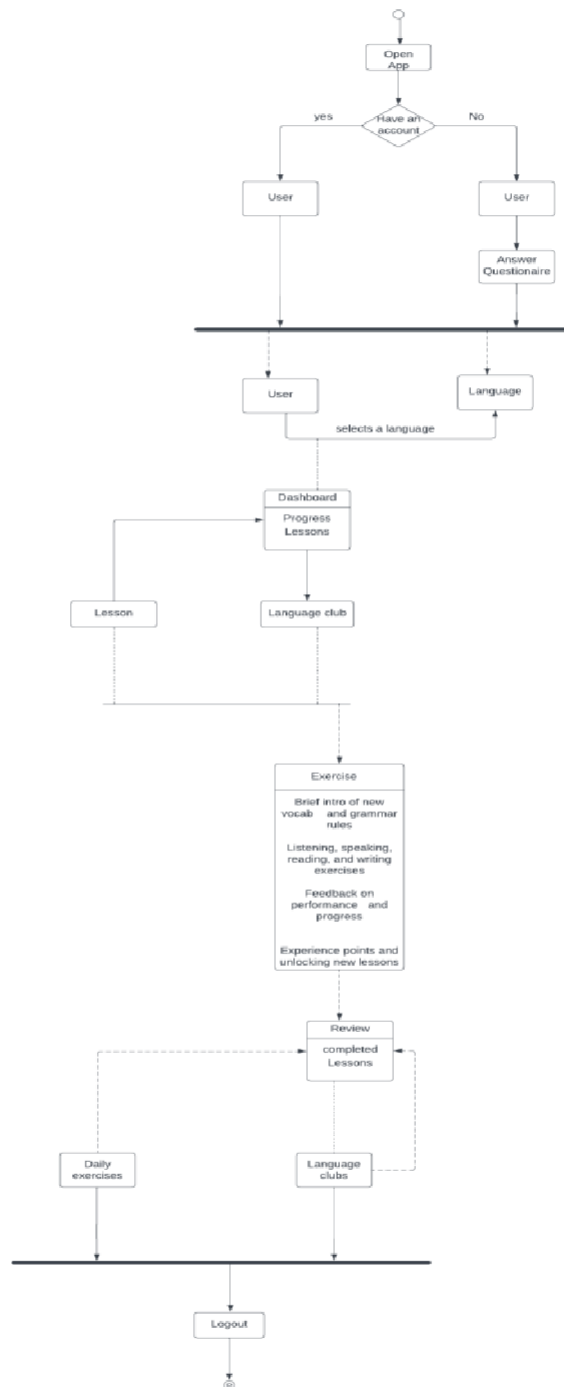 Open
App
Have an
account
yes
No
User
User
Answer
Questionaire
User
Language
selects a language
Dashboard
Progress
Lessons
Lesson
Language club
Exercise
Brief intro of new
vocab and grammar
rules
Listening, speaking,
reading, and writing
exercises
Feedback on
performance and
progress
Experience points and
unlocking new lessons
Review
completed
Lessons
Daily
exercises
Language
clubs
Logout